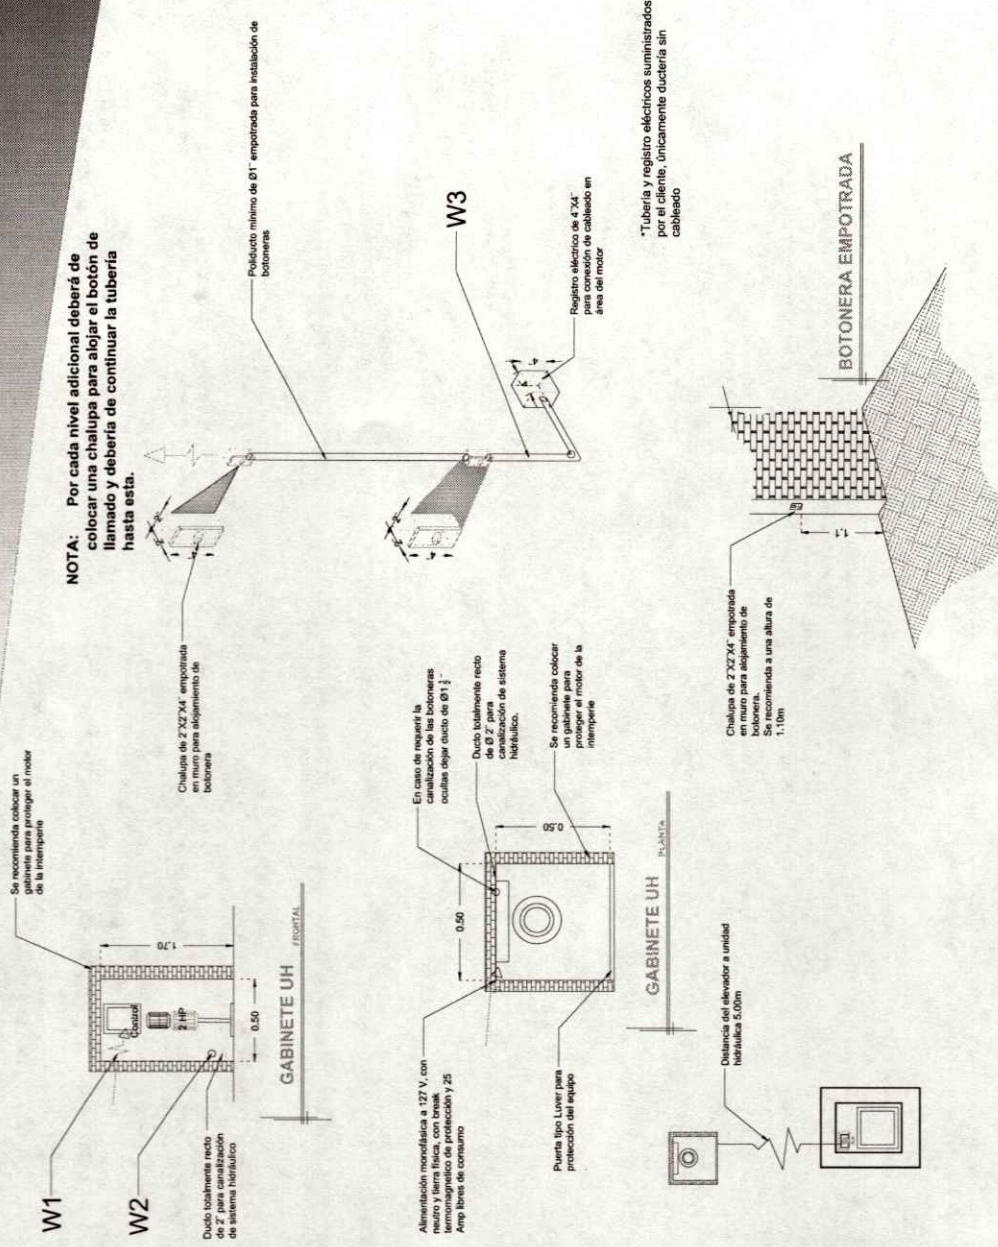 NOTA: Por cada nivel adicional deberá de
colocar una chalupa para alojar el botón de
llamado y debería de continuar la tubería
hasta esta.
Se recomienda colocar un
gabinete para proteger el motor
de la intemperie
W1
W2
Ducto totalmente recto
de 2" para canalización
de sistema hidráulico
Control
2 HP
1.70
0.50
GABINETE UH
FRONTAL
Chalupa de 2"X2"X4" empotrada
en muro para alojamiento de
botonera
2"
2"
4"
Poliducto mínimo de Ø1" empotrada para instalación de
botoneras
2"
2"
4"
W3
4"
4"
Registro eléctrico de 4"X4"
para conexión de cableado en
área del motor
*Tubería y registro eléctricos suministrados
por el cliente, únicamente ductería sin
cableado
Alimentación monofásica a 127 V, con
neutro y tierra física, con break
termomagnetico de protección y 25
Amp libres de consumo
Puerta tipo Luver para
protección del equipo
0.50
0.50
En caso de requerir la
canalización de las botoneras
ocultas dejar ducto de Ø1 ½"
Ducto totalmente recto
de Ø 2" para
canalización de sistema
hidráulico.
Se recomienda colocar
un gabinete para
proteger el motor de la
intemperie
GABINETE UH
PLANTA
Distancia del elevador a unidad
hidráulica 5.00m
Chalupa de 2"X2"X4" empotrada
en muro para alojamiento de
botonera.
Se recomienda a una altura de
1.10m
1.1
BOTONERA EMPOTRADA